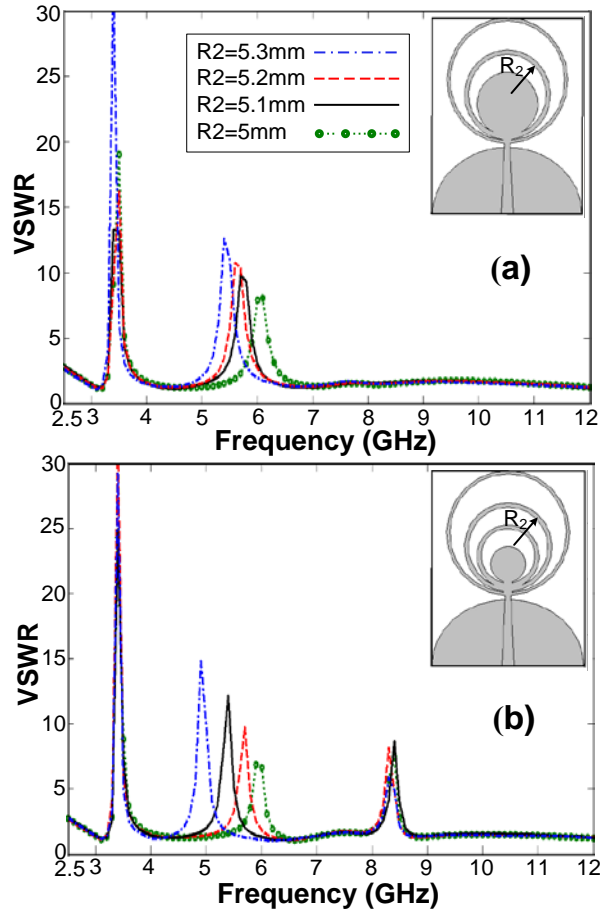 30
25
20
15
10
5
0
VSWR
R2=5.3mm
R2=5.2mm
R2=5.1mm
R2=5mm
R2
(a)
2.5 3 4 5 6 7 8 9 10 11 12
Frequency (GHz)
30
25
20
15
10
5
0
VSWR
R2
(b)
2.5 3 4 5 6 7 8 9 10 11 12
Frequency (GHz)